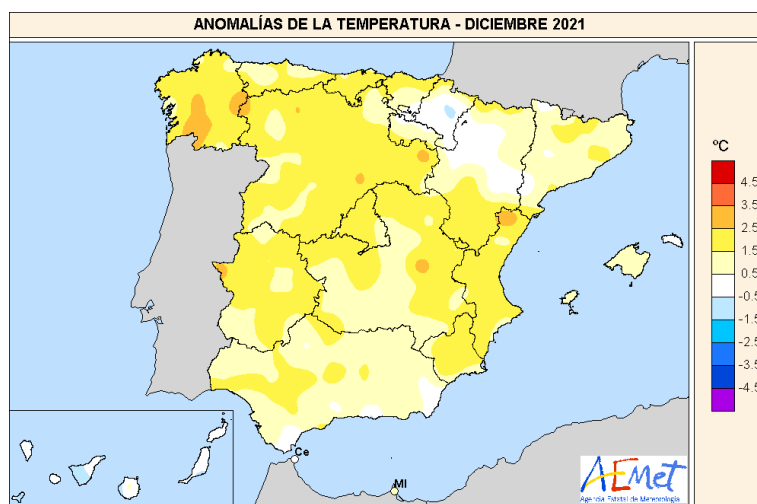 ANOMALÍAS DE LA TEMPERATURA - DICIEMBRE 2021
ºC
4.5
3.5
2.5
1.5
0.5
-0.5
-1.5
-2.5
-3.5
-4.5
Ce
Ml
AEMet
Agencia Estatal de Meteorología